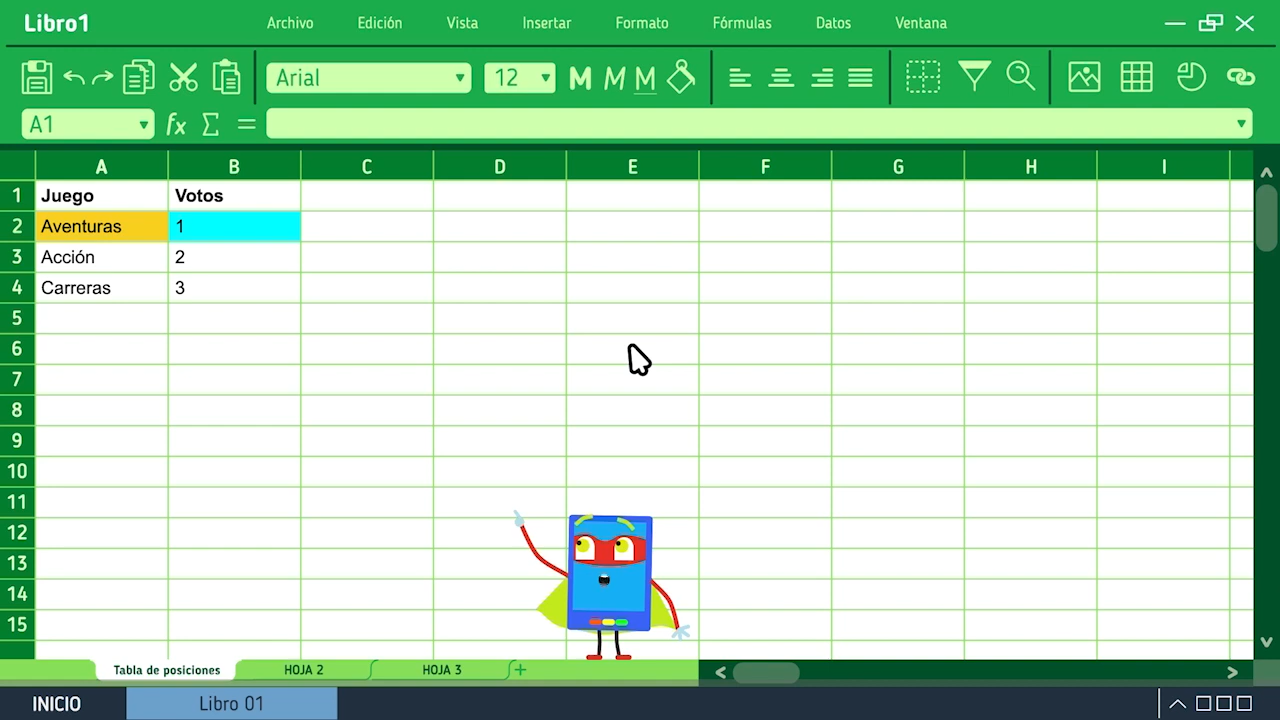 Libro1 Archivo Edición Vista Insertar Formato Fórmulas Datos Ventana
Arial 12 M M M
A1 fx Σ =
A B C D E F G H I
1 Juego Votos
2 Aventuras 1
3 Acción 2
4 Carreras 3
5
6
7
8
9
10
11
12
13
14
15
Tabla de posiciones HOJA 2 HOJA 3 +
INICIO Libro 01